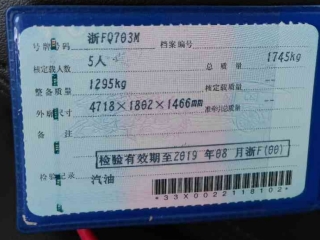 号牌号码 浙FQ703M 档案编号
核定载人数 5人 总质量 1745kg
整备质量 1295kg 核定载质量 --
外廓尺寸 4718×1802×1466mm 准牵引总质量 --
备注
检验有效期至2019年08月浙F(00)
检验记录 汽油
*33X0022118102*